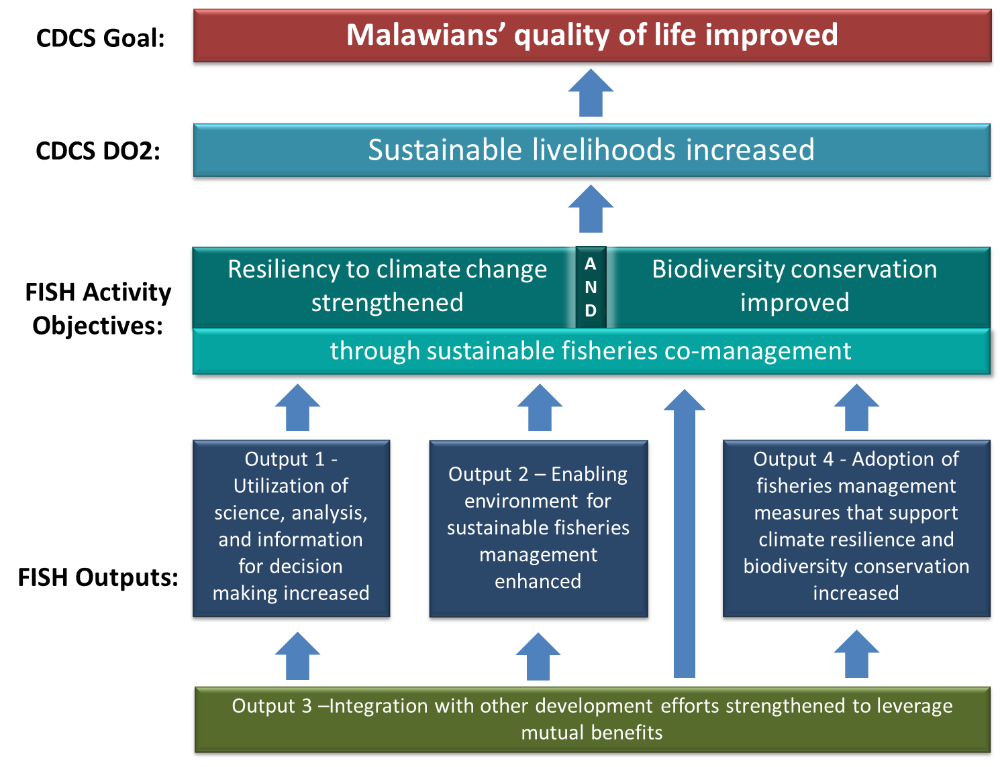 CDCS Goal:
Malawians’ quality of life improved
CDCS DO2:
Sustainable livelihoods increased
FISH Activity
Objectives:
Resiliency to climate change
strengthened
A
N
D
Biodiversity conservation
improved
through sustainable fisheries co-management
FISH Outputs:
Output 1 -
Utilization of
science, analysis,
and information
for decision
making increased
Output 2 – Enabling
environment for
sustainable fisheries
management
enhanced
Output 4 - Adoption of
fisheries management
measures that support
climate resilience and
biodiversity conservation
increased
Output 3 –Integration with other development efforts strengthened to leverage
mutual benefits